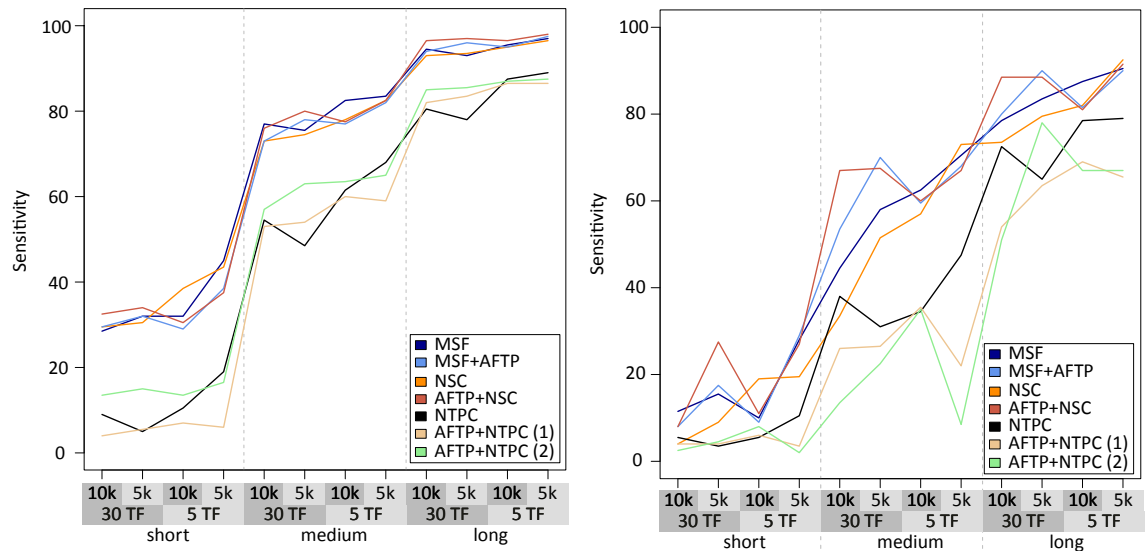 100
80
60
40
20
0
Sensitivity
MSF
MSF+AFTP
NSC
AFTP+NSC
NTPC
AFTP+NTPC (1)
AFTP+NTPC (2)
10k 5k 10k 5k 10k 5k 10k 5k 10k 5k 10k 5k
30 TF 5 TF 30 TF 5 TF 30 TF 5 TF
short medium long
100
80
60
40
20
0
Sensitivity
MSF
MSF+AFTP
NSC
AFTP+NSC
NTPC
AFTP+NTPC (1)
AFTP+NTPC (2)
10k 5k 10k 5k 10k 5k 10k 5k 10k 5k 10k 5k
30 TF 5 TF 30 TF 5 TF 30 TF 5 TF
short medium long